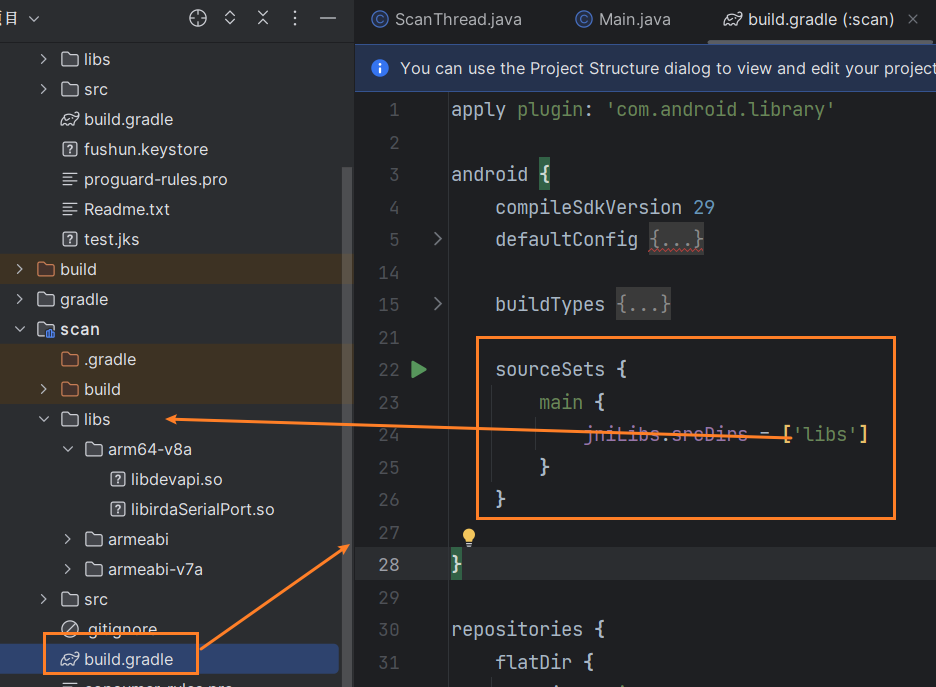 项目
libs
src
build.gradle
fushun.keystore
proguard-rules.pro
Readme.txt
test.jks
build
gradle
scan
.gradle
build
libs
arm64-v8a
libdevapi.so
libirdaSerialPort.so
armeabi
armeabi-v7a
src
.gitignore
build.gradle
consumer-rules.pro
ScanThread.java Main.java build.gradle (:scan)
You can use the Project Structure dialog to view and edit your project
1 apply plugin: 'com.android.library'
2
3 android {
4 compileSdkVersion 29
5 defaultConfig {...}
14
15 buildTypes {...}
21
22 sourceSets {
23 main {
24 jniLibs.srcDirs = ['libs']
25 }
26 }
27
28 }
29
30 repositories {
31 flatDir {